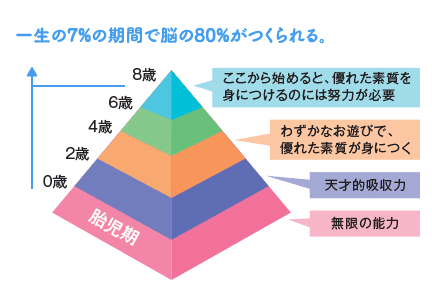 一生の7%の期間で脳の80%がつくられる。
8歳
6歳
4歳
2歳
0歳
胎児期
ここから始めると、優れた素質を
身につけるのには努力が必要
わずかなお遊びで、
優れた素質が身につく
天才的吸収力
無限の能力